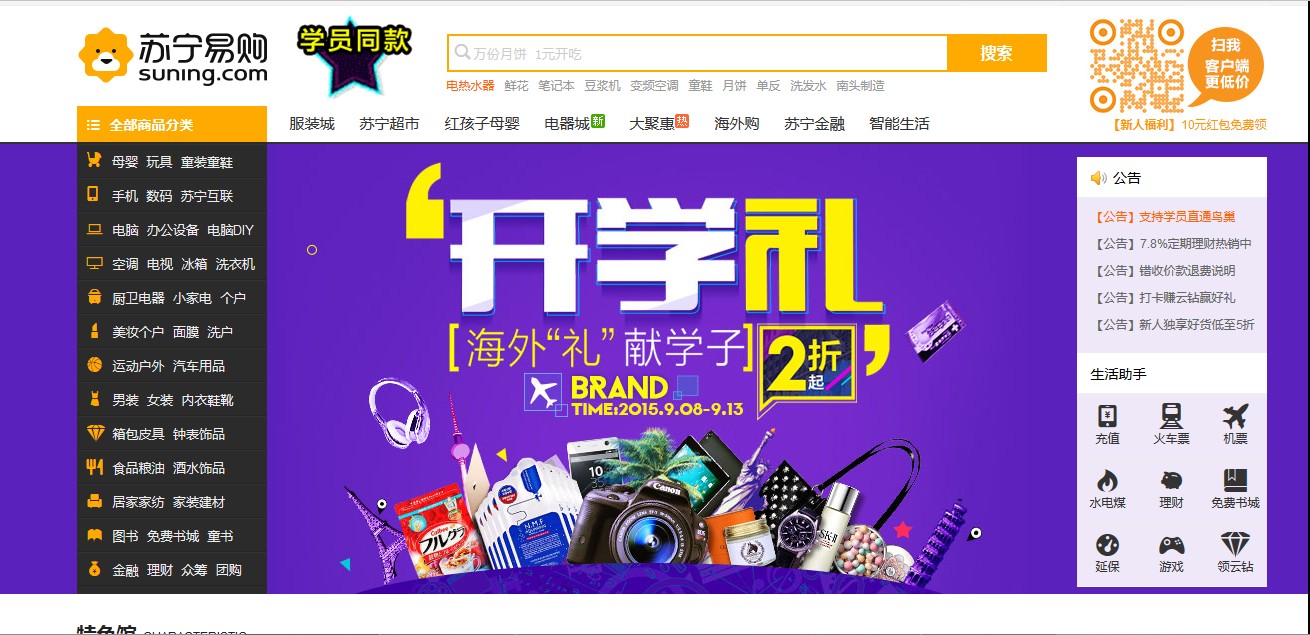 苏宁易购
suning.com
学员同款
万份月饼 1元开吃
搜索
电热水器 鲜花 笔记本 豆浆机 变频空调 童鞋 月饼 单反 洗发水 南头制造
扫我
客户端
更低价
【新人福利】10元红包免费领
全部商品分类
服装城 苏宁超市 红孩子母婴 电器城 新 大聚惠 热 海外购 苏宁金融 智能生活
母婴 玩具 童装童鞋
手机 数码 苏宁互联
电脑 办公设备 电脑DIY
空调 电视 冰箱 洗衣机
厨卫电器 小家电 个户
美妆个户 面膜 洗户
运动户外 汽车用品
男装 女装 内衣鞋靴
箱包皮具 钟表饰品
食品粮油 酒水饰品
居家家纺 家装建材
图书 免费书城 童书
金融 理财 众筹 团购
开学礼
[海外“礼”献学子]
2折
起
BRAND
TIME:2015.9.08-9.13
10
Canon
Calbee
フルグラ
N.M.F
SK-II
公告
【公告】支持学员直通鸟巢
【公告】7.8%定期理财热销中
【公告】错收价款退费说明
【公告】打卡赚云钻赢好礼
【公告】新人独享好货低至5折
生活助手
充值 火车票 机票
水电煤 理财 免费书城
延保 游戏 领云钻
特色馆 CHARACTERISTIC